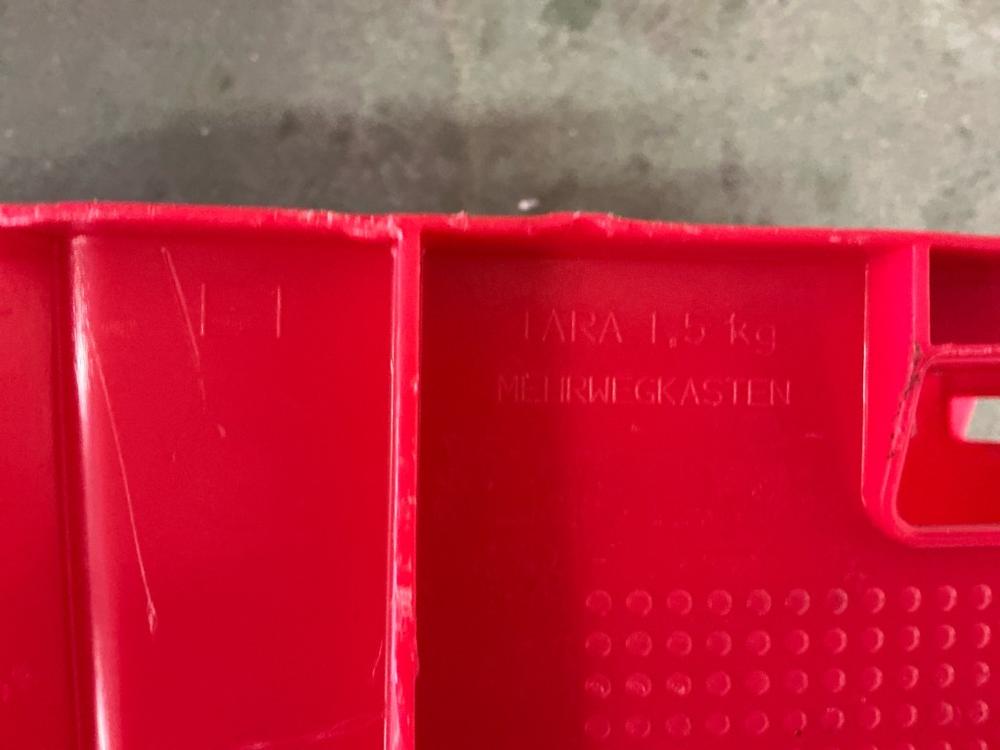 TARA 1,5 kg
MEHRWEGKASTEN